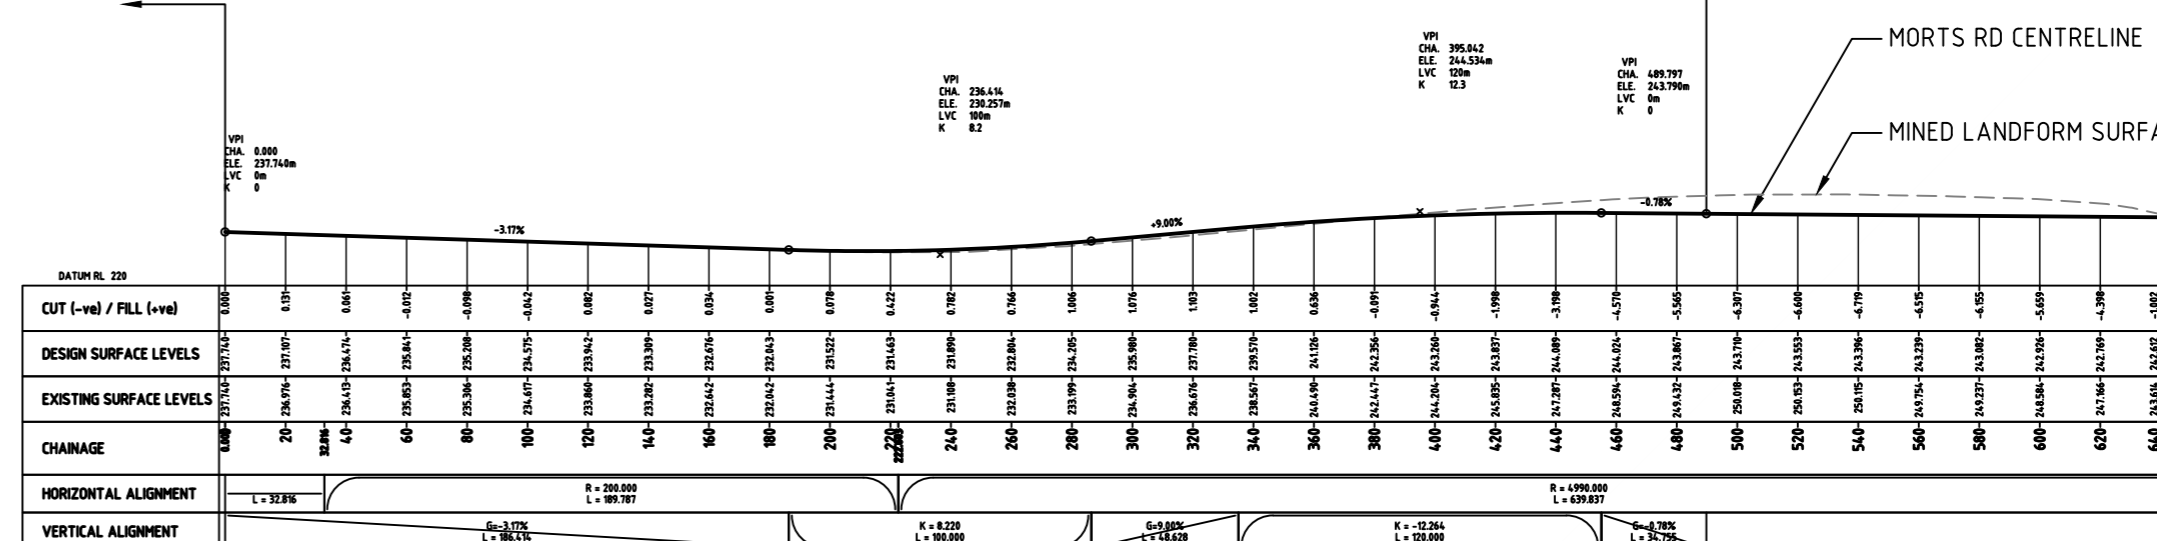 MORTS RD CENTRELINE
MINED LANDFORM SURFA
VPI
CHA. 0.000
ELE. 237.740m
LVC 0m
K 0
VPI
CHA. 236.414
ELE. 230.257m
LVC 100m
K 8.2
VPI
CHA. 395.042
ELE. 244.534m
LVC 120m
K 12.3
VPI
CHA. 489.797
ELE. 243.790m
LVC 0m
K 0
-3.17%
+9.00%
-0.78%
DATUM RL 220
CUT (-ve) / FILL (+ve) 0.000 0.131 0.061 -0.012 -0.098 -0.042 0.082 0.027 0.034 0.001 0.078 0.422 0.782 0.766 1.006 1.076 1.103 1.002 0.636 -0.091 -0.944 -1.998 -3.198 -4.570 -5.565 -6.307 -6.600 -6.719 -6.515 -6.155 -5.659 -4.398 -1.002
DESIGN SURFACE LEVELS 237.740 237.107 236.474 235.841 235.208 234.575 233.942 233.309 232.676 232.043 231.522 231.463 231.890 232.804 234.205 235.980 237.780 239.570 241.126 242.356 243.260 243.837 244.089 244.024 243.867 243.710 243.553 243.396 243.239 243.082 242.926 242.769 242.612
EXISTING SURFACE LEVELS 237.740 236.976 236.413 235.853 235.306 234.617 233.860 233.282 232.642 232.042 231.444 231.041 231.108 232.038 233.199 234.904 236.676 238.567 240.490 242.447 244.204 245.835 247.287 248.594 249.432 250.018 250.153 250.115 249.754 249.237 248.584 247.166 243.614
CHAINAGE 0.000 20 32.816 40 60 80 100 120 140 160 180 200 220 240 260 280 300 320 340 360 380 400 420 440 460 480 500 520 540 560 580 600 620 640
HORIZONTAL ALIGNMENT
L = 32.816
R = 200.000
L = 189.787
R = 4990.000
L = 639.837
VERTICAL ALIGNMENT
G=-3.17%
L = 186.414
K = 8.220
L = 100.000
G=9.00%
L = 48.628
K = -12.264
L = 120.000
G=-0.78%
L = 34.755